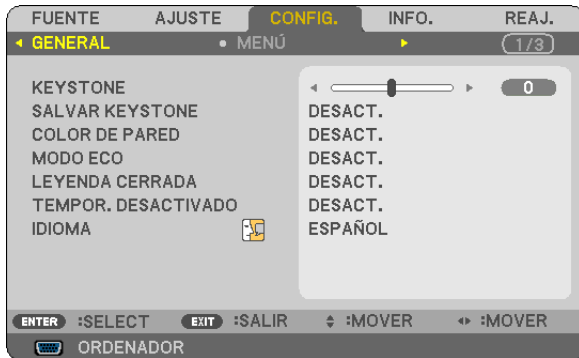 FUENTE AJUSTE CONFIG. INFO. REAJ.
GENERAL MENÚ 1/3
KEYSTONE 0
SALVAR KEYSTONE DESACT.
COLOR DE PARED DESACT.
MODO ECO DESACT.
LEYENDA CERRADA DESACT.
TEMPOR. DESACTIVADO DESACT.
IDIOMA ESPAÑOL
ENTER :SELECT EXIT :SALIR :MOVER :MOVER
ORDENADOR